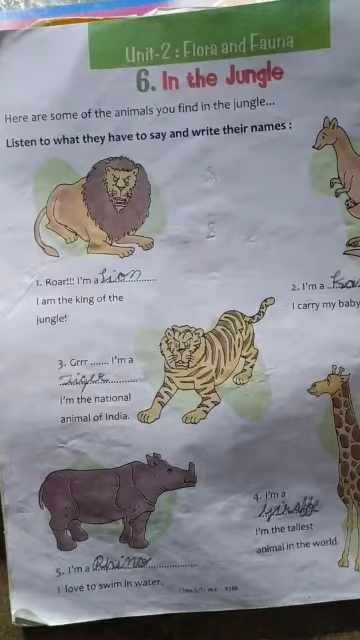 Unit-2 : Flora and Fauna
6. In the Jungle
Here are some of the animals you find in the jungle...
Listen to what they have to say and write their names :
1. Roar!!! I'm a Lion
I am the king of the
jungle!
2. I'm a
I carry my baby
3. Grrr ....... I'm a
Tiger
I'm the national
animal of India.
4. I'm a
Giraffe
I'm the tallest
animal in the world.
5. I'm a Rhino
I love to swim in water.